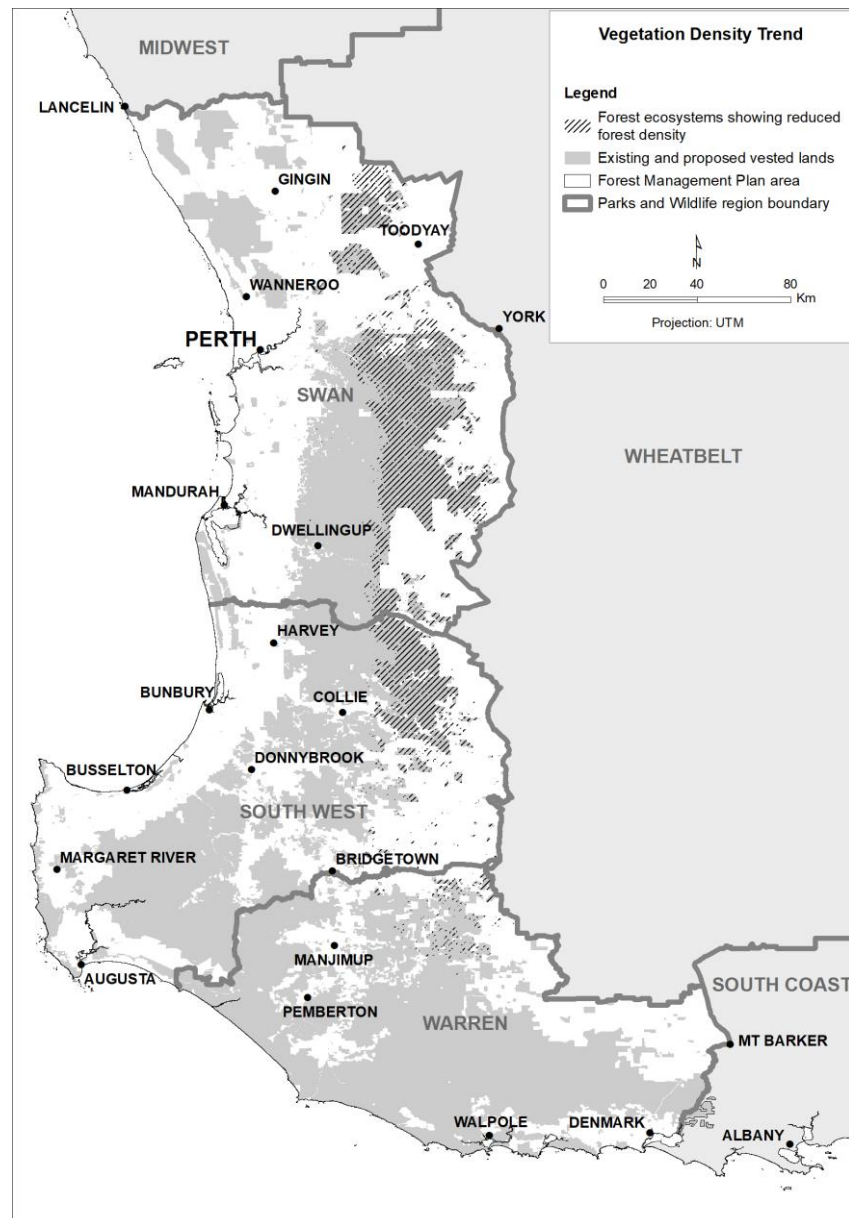 Vegetation Density Trend
Legend
Forest ecosystems showing reduced
forest density
Existing and proposed vested lands
Forest Management Plan area
Parks and Wildlife region boundary
N
0 20 40 80
Km
Projection: UTM
MIDWEST
LANCELIN
GINGIN
TOODYAY
WANNEROO
YORK
PERTH
SWAN
WHEATBELT
MANDURAH
DWELLINGUP
HARVEY
BUNBURY
COLLIE
DONNYBROOK
BUSSELTON
SOUTH WEST
MARGARET RIVER
BRIDGETOWN
MANJIMUP
AUGUSTA
SOUTH COAST
PEMBERTON
WARREN
MT BARKER
WALPOLE
DENMARK
ALBANY